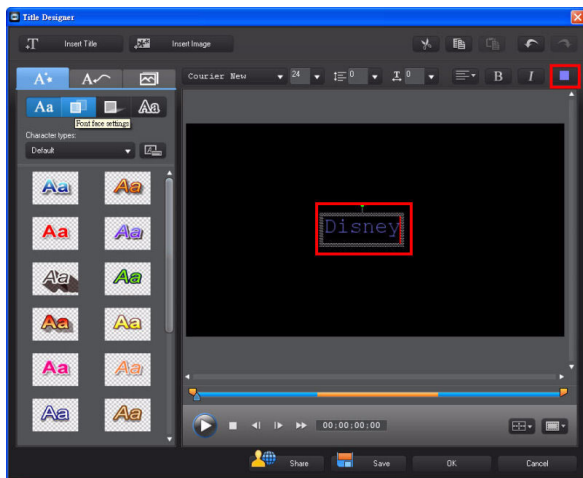 Title Designer
Insert Title
Insert Image
Courier New
24
0
0
B
I
Aa
Aa
Font face settings
Character types:
Default
Aa
Aa
Aa
Aa
Aa
Aa
Aa
Aa
Aa
Aa
Aa
Aa
Disney
00;00;00;00
Share
Save
OK
Cancel